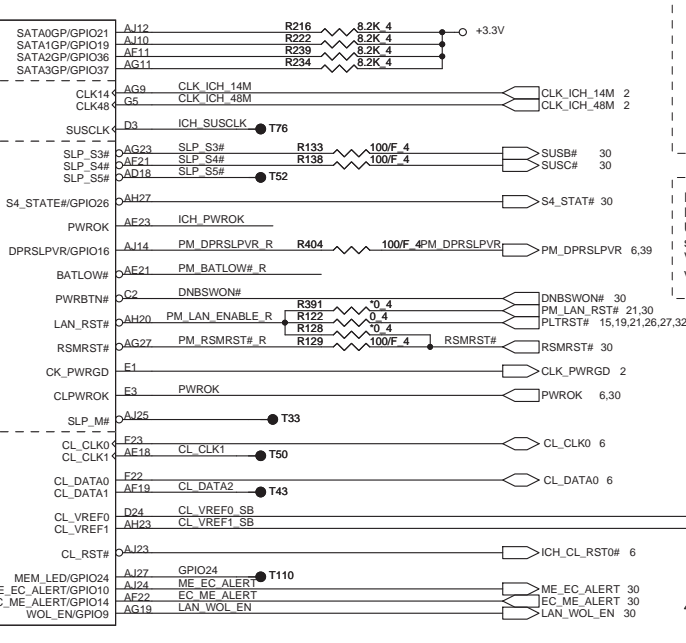 SATA0GP/GPIO21 AJ12 R216 8.2K_4 +3.3V
SATA1GP/GPIO19 AJ10 R222 8.2K_4
SATA2GP/GPIO36 AF11 R239 8.2K_4
SATA3GP/GPIO37 AG11 R234 8.2K_4
CLK14 AG9 CLK_ICH_14M CLK_ICH_14M 2
CLK48 G5 CLK_ICH_48M CLK_ICH_48M 2
SUSCLK D3 ICH_SUSCLK T76
SLP_S3# AG23 SLP_S3# R133 100/F_4 SUSB# 30
SLP_S4# AF21 SLP_S4# R138 100/F_4 SUSC# 30
SLP_S5# AD18 SLP_S5# T52
S4_STATE#/GPIO26 AH27 S4_STAT# 30
PWROK AE23 ICH_PWROK
DPRSLPVR/GPIO16 AJ14 PM_DPRSLPVR_R R404 100/F_4 PM_DPRSLPVR PM_DPRSLPVR 6,39
BATLOW# AE21 PM_BATLOW#_R
PWRBTN# C2 DNBSWON# DNBSWON# 30
R391 *0_4 PM_LAN_RST# 21,30
LAN_RST# AH20 PM_LAN_ENABLE_R R122 0_4 PLTRST# 15,19,21,26,27,32
R128 *0_4
RSMRST# AG27 PM_RSMRST#_R R129 100/F_4 RSMRST# RSMRST# 30
CK_PWRGD E1 CLK_PWRGD 2
CLPWROK E3 PWROK PWROK 6,30
SLP_M# AJ25 T33
CL_CLK0 F23 CL_CLK0 6
CL_CLK1 AE18 CL_CLK1 T50
CL_DATA0 F22 CL_DATA0 6
CL_DATA1 AF19 CL_DATA2 T43
CL_VREF0 D24 CL_VREF0_SB
CL_VREF1 AH23 CL_VREF1_SB
CL_RST# AJ23 ICH_CL_RST0# 6
MEM_LED/GPIO24 AJ27 GPIO24 T110
E_EC_ALERT/GPIO10 AJ24 ME_EC_ALERT ME_EC_ALERT 30
C_ME_ALERT/GPIO14 AF22 EC_ME_ALERT EC_ME_ALERT 30
WOL_EN/GPIO9 AG19 LAN_WOL_EN LAN_WOL_EN 30